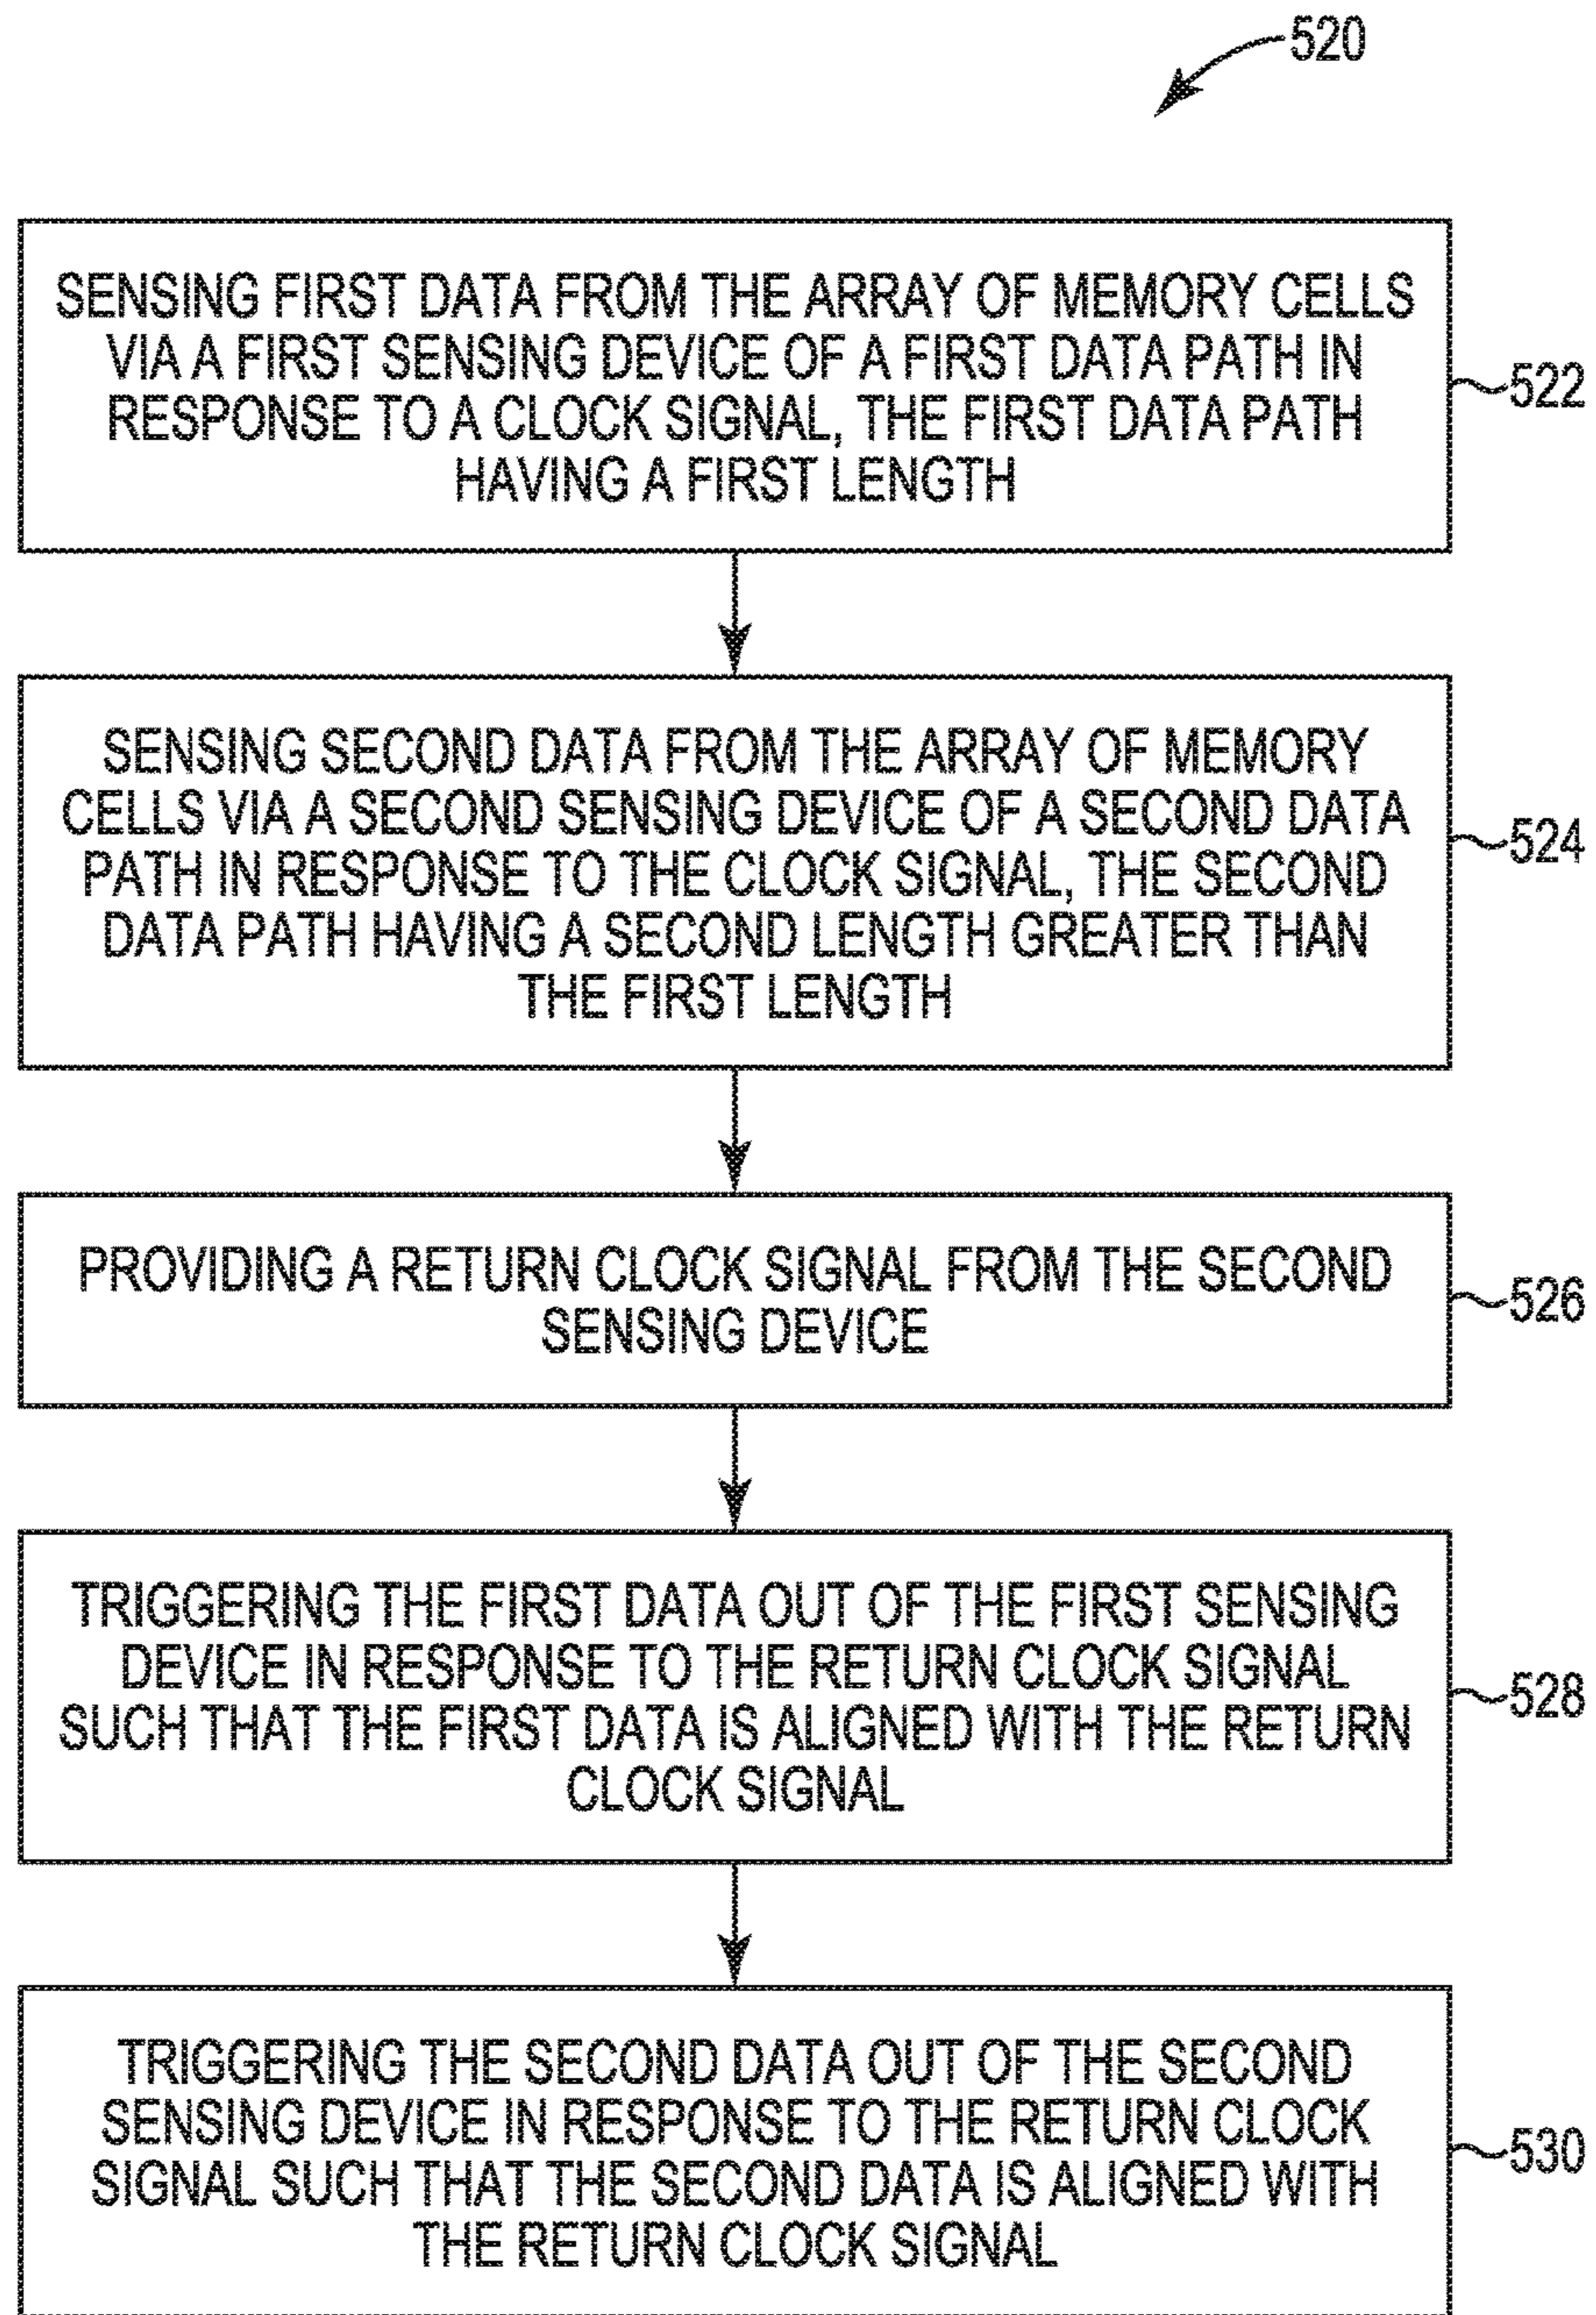 520
SENSING FIRST DATA FROM THE ARRAY OF MEMORY CELLS
VIA A FIRST SENSING DEVICE OF A FIRST DATA PATH IN
RESPONSE TO A CLOCK SIGNAL, THE FIRST DATA PATH
HAVING A FIRST LENGTH
522
SENSING SECOND DATA FROM THE ARRAY OF MEMORY
CELLS VIA A SECOND SENSING DEVICE OF A SECOND DATA
PATH IN RESPONSE TO THE CLOCK SIGNAL, THE SECOND
DATA PATH HAVING A SECOND LENGTH GREATER THAN
THE FIRST LENGTH
524
PROVIDING A RETURN CLOCK SIGNAL FROM THE SECOND
SENSING DEVICE
526
TRIGGERING THE FIRST DATA OUT OF THE FIRST SENSING
DEVICE IN RESPONSE TO THE RETURN CLOCK SIGNAL
SUCH THAT THE FIRST DATA IS ALIGNED WITH THE RETURN
CLOCK SIGNAL
528
TRIGGERING THE SECOND DATA OUT OF THE SECOND
SENSING DEVICE IN RESPONSE TO THE RETURN CLOCK
SIGNAL SUCH THAT THE SECOND DATA IS ALIGNED WITH
THE RETURN CLOCK SIGNAL
530